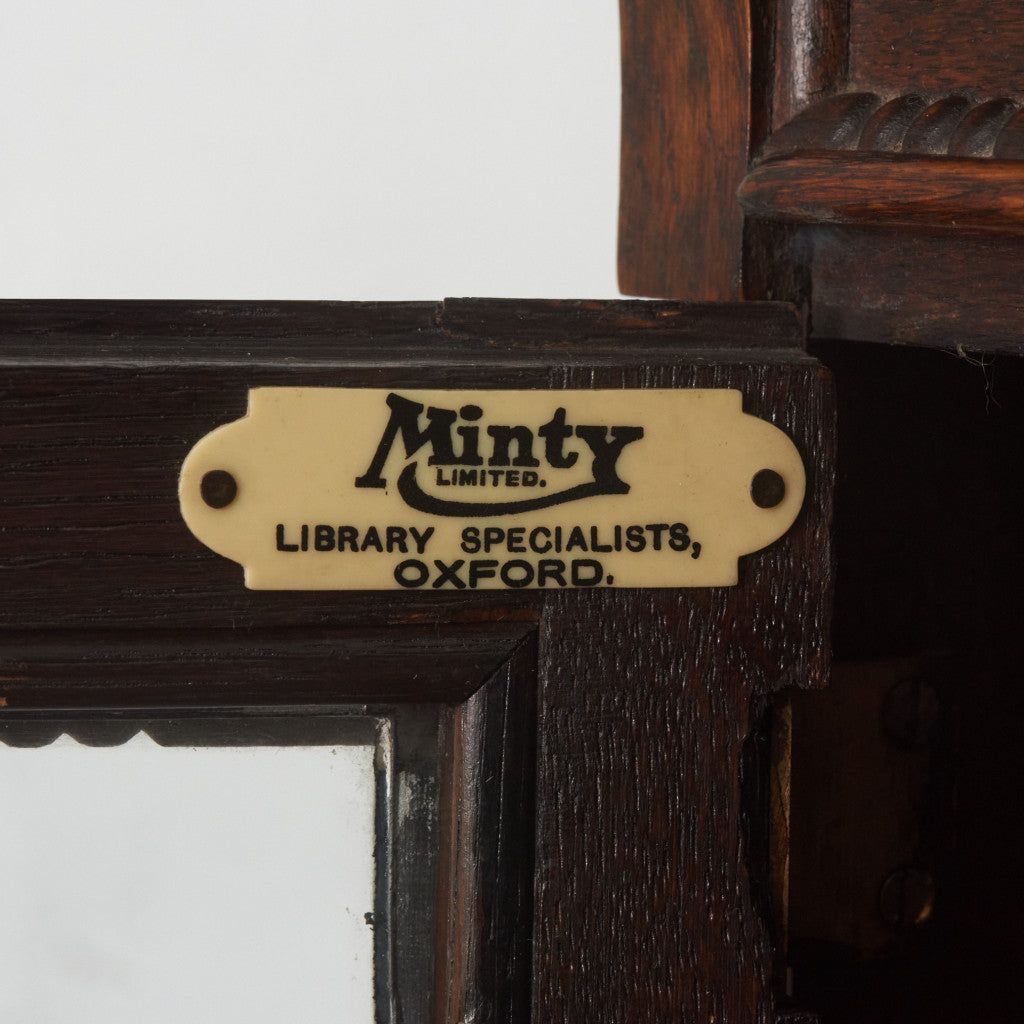 Minty
LIMITED.
LIBRARY SPECIALISTS,
OXFORD.